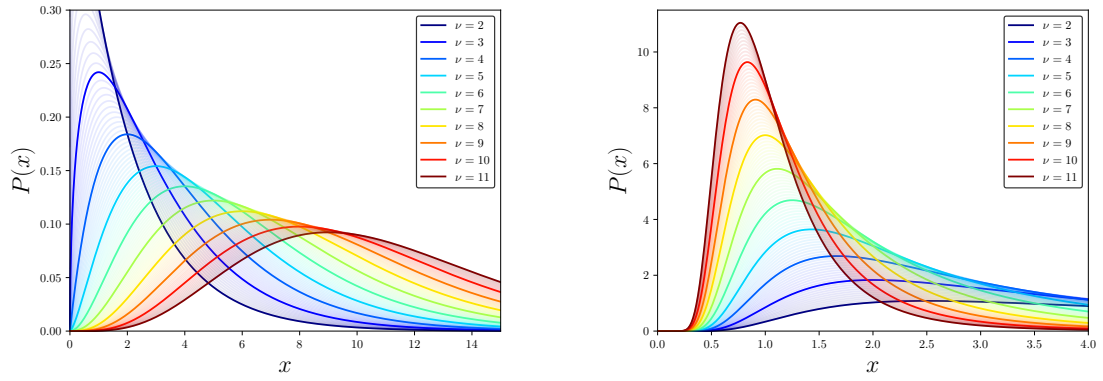 0.30
0.25
0.20
0.15
0.10
0.05
0.00
P(x)
0 2 4 6 8 10 12 14
x
ν = 2
ν = 3
ν = 4
ν = 5
ν = 6
ν = 7
ν = 8
ν = 9
ν = 10
ν = 11
10
8
6
4
2
0
P(x)
0.0 0.5 1.0 1.5 2.0 2.5 3.0 3.5 4.0
x
ν = 2
ν = 3
ν = 4
ν = 5
ν = 6
ν = 7
ν = 8
ν = 9
ν = 10
ν = 11